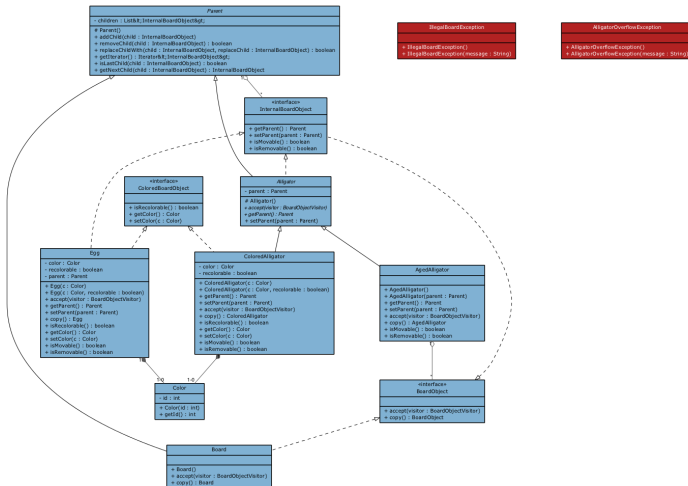 Parent
- children : List&lt;InternalBoardObject&gt;
# Parent()
+ addChild(child : InternalBoardObject)
+ removeChild(child : InternalBoardObject) : boolean
+ replaceChildWith(child : InternalBoardObject, replaceChild : InternalBoardObject) : boolean
+ getIterator() : Iterator&lt;InternalBoardObject&gt;
+ isLastChild(child : InternalBoardObject) : boolean
+ getNextChild(child : InternalBoardObject) : InternalBoardObject
IllegalBoardException
+ IllegalBoardException()
+ IllegalBoardException(message : String)
AlligatorOverflowException
+ AlligatorOverflowException()
+ AlligatorOverflowException(message : String)
«interface»
InternalBoardObject
+ getParent() : Parent
+ setParent(parent : Parent)
+ isMovable() : boolean
+ isRemovable() : boolean
«interface»
ColoredBoardObject
+ isRecolorable() : boolean
+ getColor() : Color
+ setColor(c : Color)
Alligator
- parent : Parent
# Alligator()
+ accept(visitor : BoardObjectVisitor)
+ getParent() : Parent
+ setParent(parent : Parent)
Egg
- color : Color
- recolorable : boolean
- parent : Parent
+ Egg(c : Color)
+ Egg(c : Color, recolorable : boolean)
+ accept(visitor : BoardObjectVisitor)
+ getParent() : Parent
+ setParent(parent : Parent)
+ copy() : Egg
+ isRecolorable() : boolean
+ getColor() : Color
+ setColor(c : Color)
+ isMovable() : boolean
+ isRemovable() : boolean
ColoredAlligator
- color : Color
- recolorable : boolean
+ ColoredAlligator(c : Color)
+ ColoredAlligator(c : Color, recolorable : boolean)
+ getParent() : Parent
+ setParent(parent : Parent)
+ accept(visitor : BoardObjectVisitor)
+ copy() : ColoredAlligator
+ isRecolorable() : boolean
+ getColor() : Color
+ setColor(c : Color)
+ isMovable() : boolean
+ isRemovable() : boolean
AgedAlligator
+ AgedAlligator()
+ AgedAlligator(parent : Parent)
+ getParent() : Parent
+ setParent(parent : Parent)
+ accept(visitor : BoardObjectVisitor)
+ copy() : AgedAlligator
+ isMovable() : boolean
+ isRemovable() : boolean
Color
- id : int
+ Color(id : int)
+ getId() : int
«interface»
BoardObject
+ accept(visitor : BoardObjectVisitor)
+ copy() : BoardObject
Board
+ Board()
+ accept(visitor : BoardObjectVisitor)
+ copy() : Board